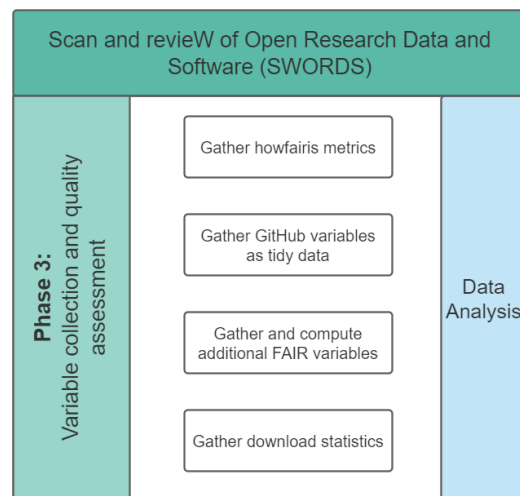 Scan and revieW of Open Research Data and
Software (SWORDS)
Phase 3:
Variable collection and quality
assessment
Gather howfairis metrics
Gather GitHub variables
as tidy data
Gather and compute
additional FAIR variables
Gather download statistics
Data
Analysis